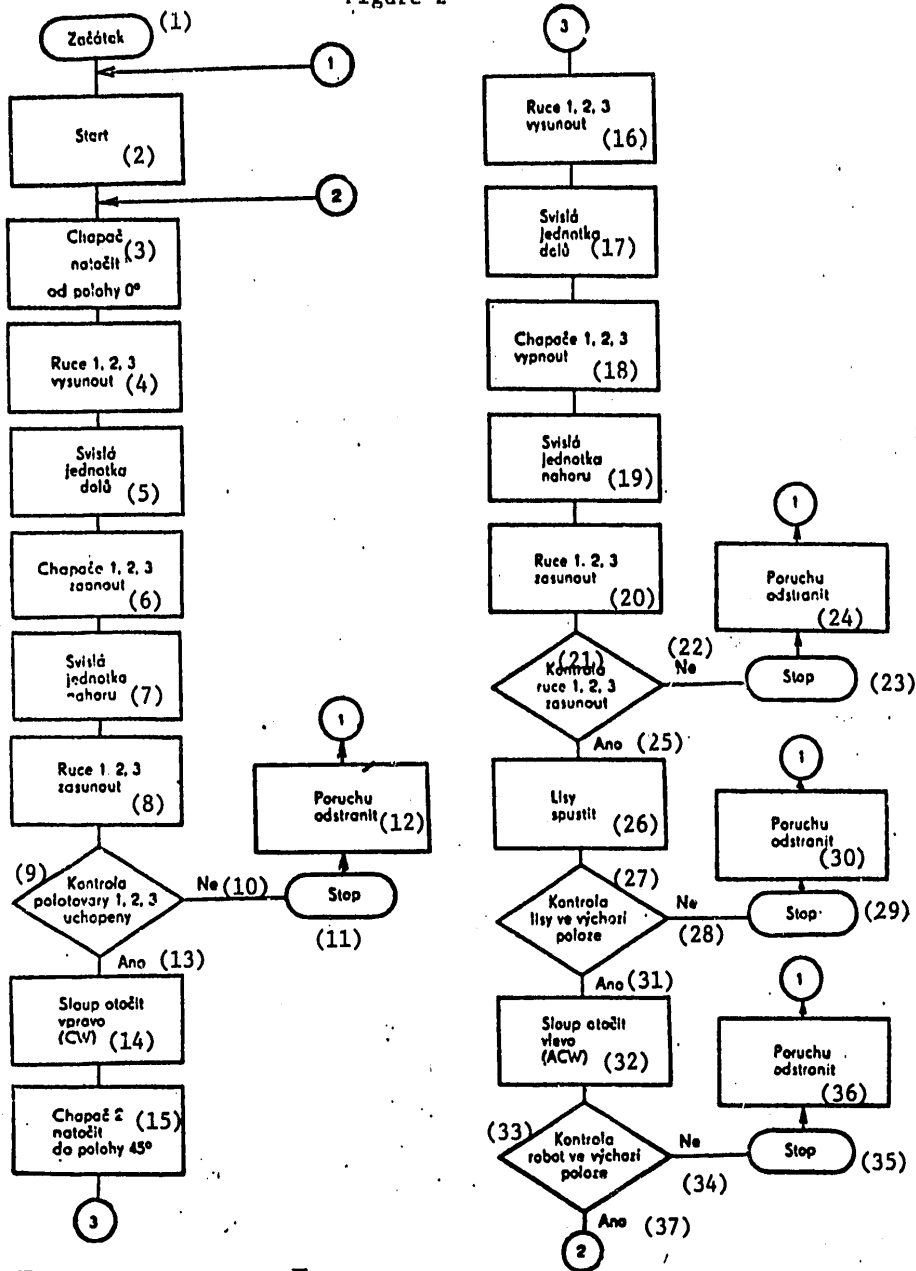 Figure 2
Začátek (1)
1
Start
(2)
2
Chapač (3)
natočit
od polohy 0°
Ruce 1, 2, 3
vysunout (4)
Svislá
jednotka
dolů (5)
Chapače 1, 2, 3
zapnout
(6)
Svislá
jednotka
nahoru (7)
Ruce 1. 2, 3
zasunout
(8)
(9)
Kontrola
polotovary 1, 2, 3
uchopeny
Ne (10)
Stop
(11)
Poruchu
odstranit (12)
1
Ano (13)
Sloup otočit
vpravo
(CW) (14)
Chapač 2 (15)
natočit
do polohy 45°
3
3
Ruce 1, 2, 3
vysunout (16)
Svislá
jednotka (17)
dolů
Chapače 1, 2, 3
vypnout
(18)
Svislá
jednotka
nahoru (19)
Ruce 1. 2, 3
zasunout
(20)
(21)
Kontrola
ruce 1, 2, 3
zasunout
(22)
Ne
Stop (23)
Poruchu
odstranit
(24)
1
Ano (25)
Lisy
spustit (26)
(27)
Kontrola
lisy ve výchozí
poloze
Ne
(28)
Stop (29)
Poruchu
odstranit
(30)
1
Ano (31)
Sloup otočit
vlevo
(ACW) (32)
(33)
Kontrola
robot ve výchozí
poloze
Ne
(34)
Stop (35)
Poruchu
odstranit
(36)
1
Ano (37)
2